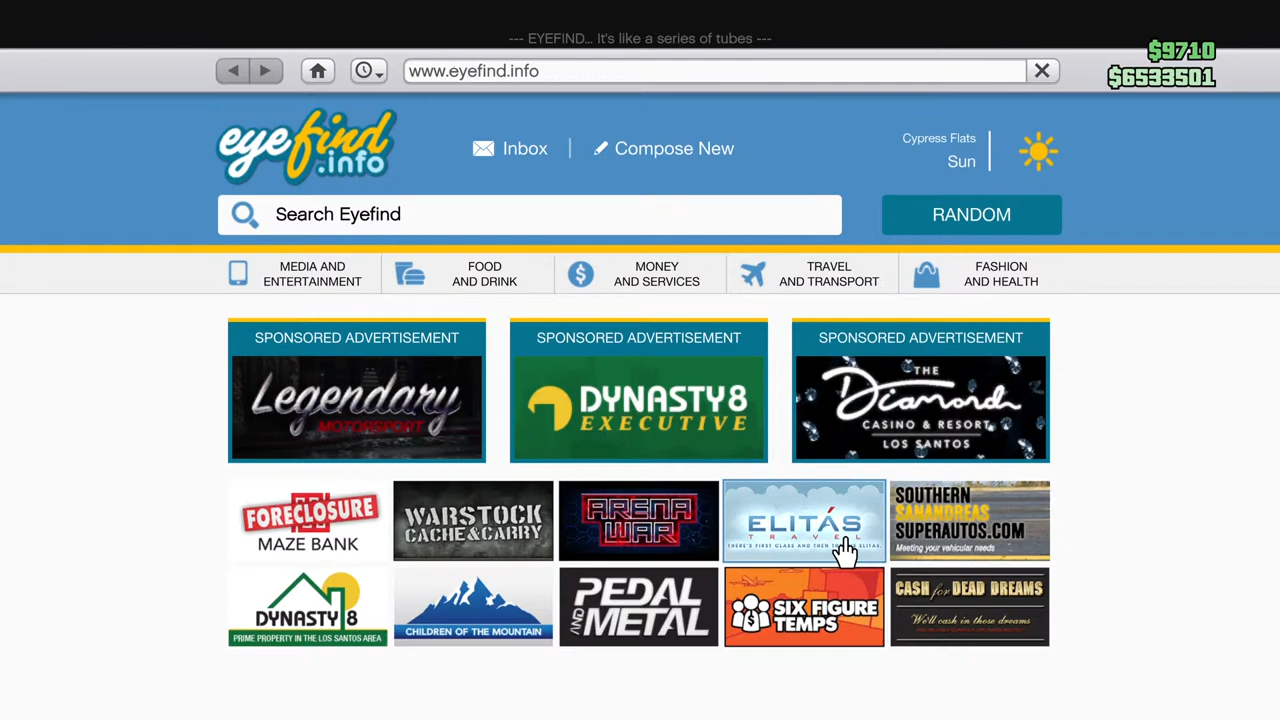 --- EYEFIND... It's like a series of tubes ---
$9710
$6533501
www.eyefind.info
eyefind
.info
Inbox
Compose New
Cypress Flats
Sun
Search Eyefind
RANDOM
MEDIA AND
ENTERTAINMENT
FOOD
AND DRINK
MONEY
AND SERVICES
TRAVEL
AND TRANSPORT
FASHION
AND HEALTH
SPONSORED ADVERTISEMENT
Legendary
MOTORSPORT
SPONSORED ADVERTISEMENT
DYNASTY8
EXECUTIVE
SPONSORED ADVERTISEMENT
THE
Diamond
CASINO & RESORT
LOS SANTOS
FORECLOSURE
MAZE BANK
WARSTOCK
CACHE&CARRY
ARENA
WAR
ELITÁS
TRAVEL
THERE'S FIRST CLASS AND THEN ELITAS.
SOUTHERN
SANANDREAS
SUPERAUTOS.COM
Meeting your vehicular needs
DYNASTY 8
PRIME PROPERTY IN THE LOS SANTOS AREA
CHILDREN OF THE MOUNTAIN
PEDAL
AND METAL
SIX FIGURE
TEMPS
CASH for DEAD DREAMS
We'll cash in those dreams